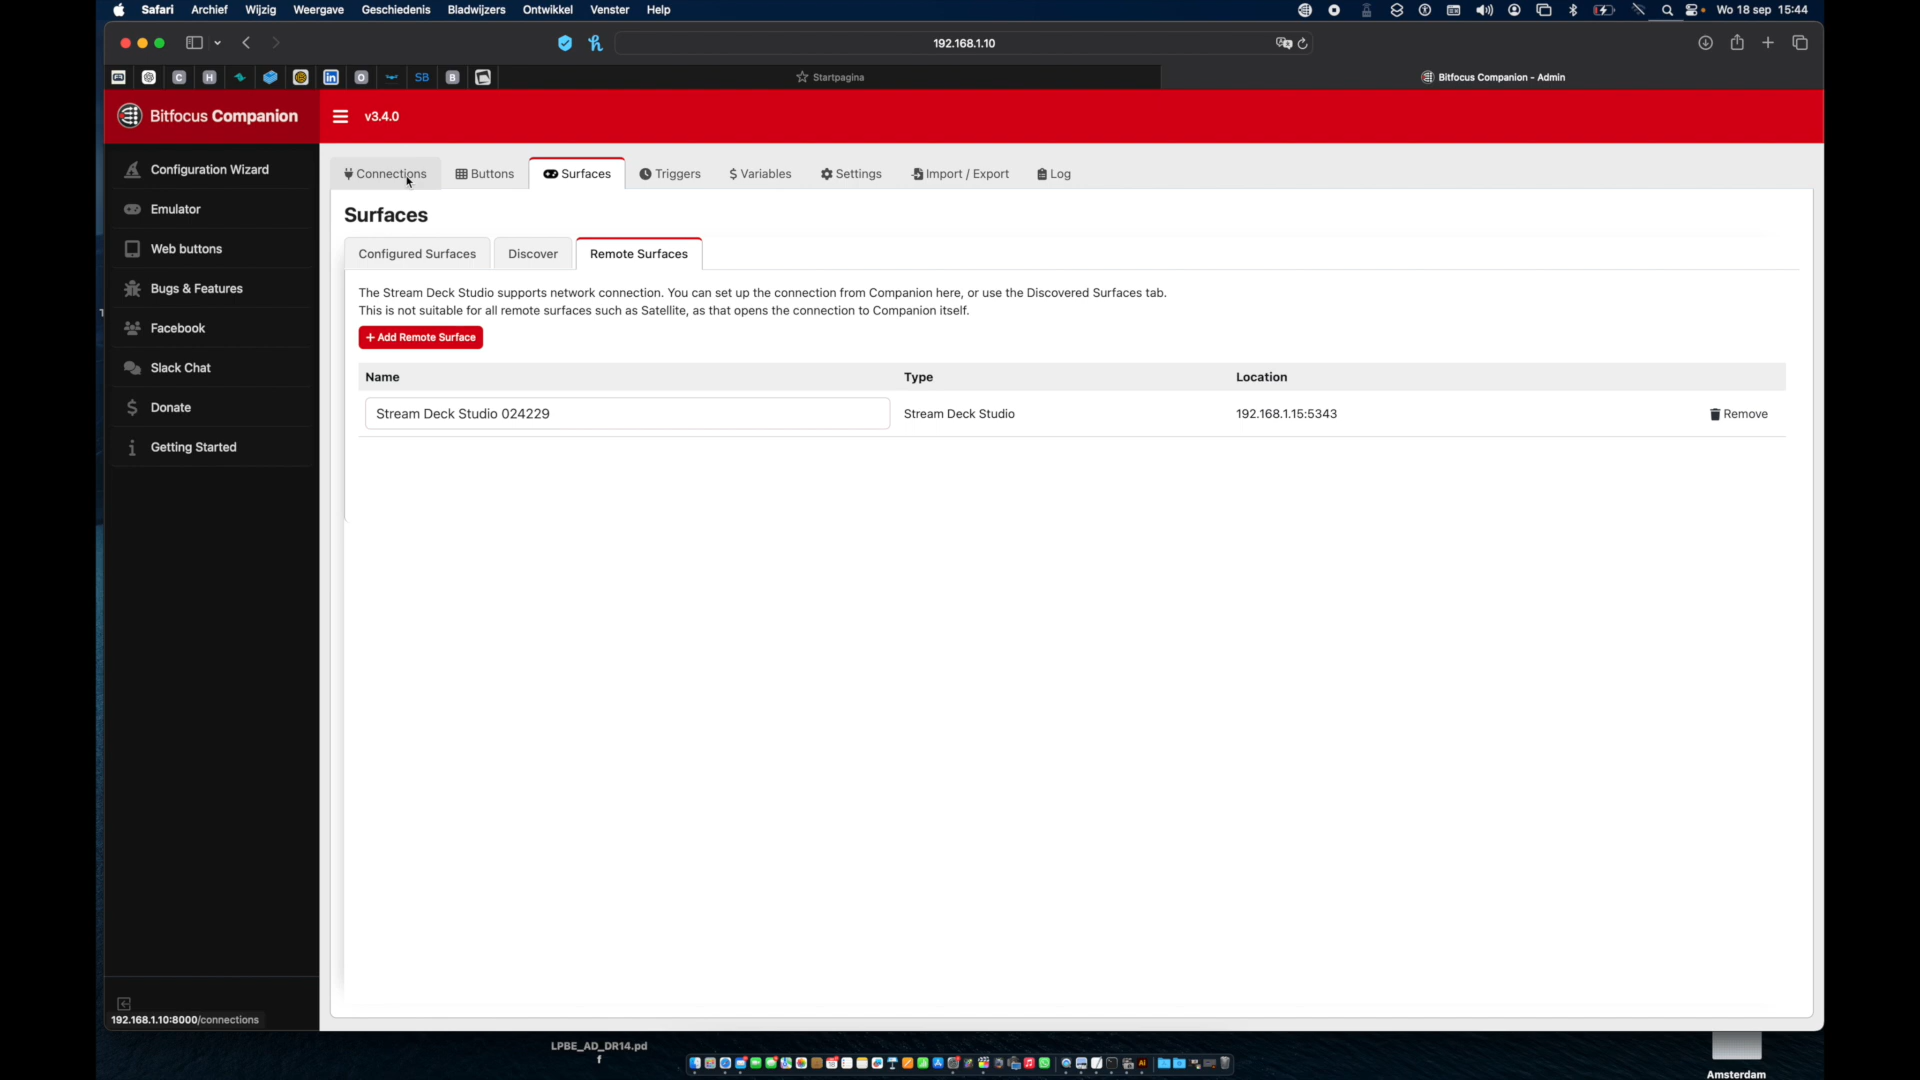 Safari Archief Wijzig Weergave Geschiedenis Bladwijzers Ontwikkel Venster Help Wo 18 sep 15:44
192.168.1.10
C H in O SB B Startpagina Bitfocus Companion - Admin
Bitfocus Companion v3.4.0
Configuration Wizard
Emulator
Web buttons
Bugs & Features
Facebook
Slack Chat
Donate
Getting Started
Connections Buttons Surfaces Triggers $ Variables Settings Import / Export Log
Surfaces
Configured Surfaces Discover Remote Surfaces
The Stream Deck Studio supports network connection. You can set up the connection from Companion here, or use the Discovered Surfaces tab.
This is not suitable for all remote surfaces such as Satellite, as that opens the connection to Companion itself.
+ Add Remote Surface
Name Type Location
Stream Deck Studio 024229 Stream Deck Studio 192.168.1.15:5343 Remove
192.168.1.10:8000/connections
LPBE_AD_DR14.pd
f
Amsterdam